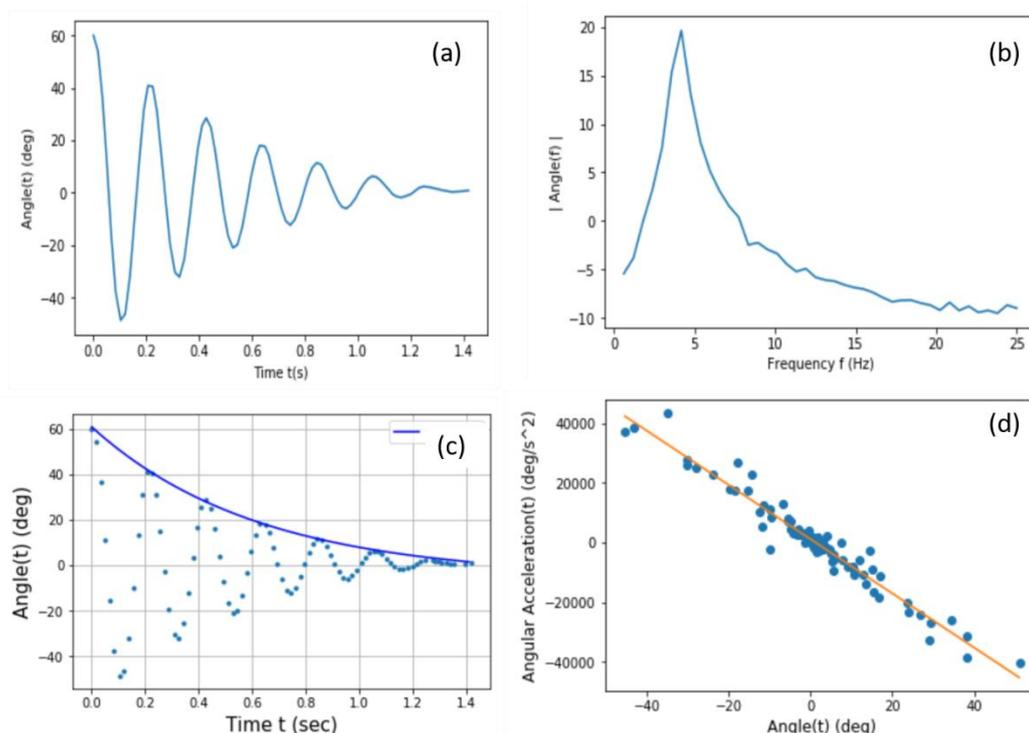 (a)
60
40
20
0
−20
−40
Angle(t) (deg)
0.0 0.2 0.4 0.6 0.8 1.0 1.2 1.4
Time t(s)
(b)
20
15
10
5
0
−5
−10
| Angle(f) |
0 5 10 15 20 25
Frequency f (Hz)
(c)
60
40
20
0
−20
−40
Angle(t) (deg)
0.0 0.2 0.4 0.6 0.8 1.0 1.2 1.4
Time t (sec)
(d)
40000
20000
0
−20000
−40000
Angular Acceleration(t) (deg/s^2)
−40 −20 0 20 40
Angle(t) (deg)